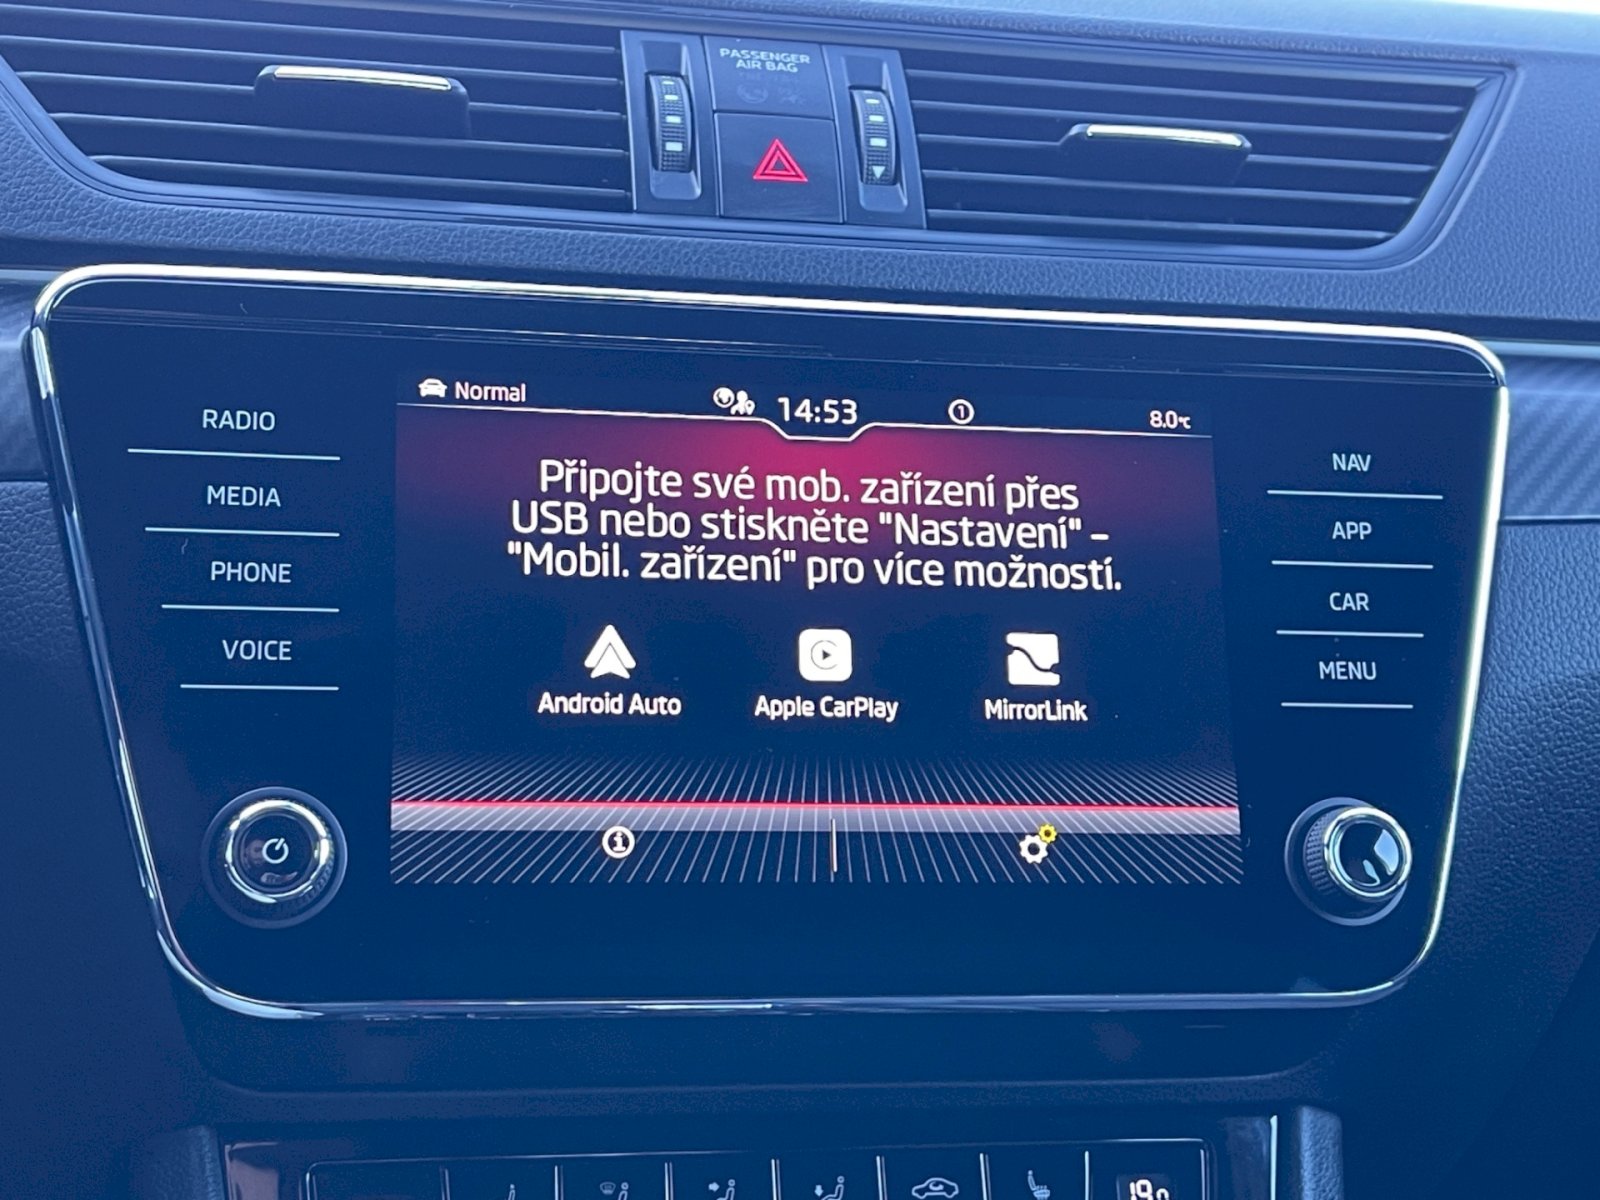 PASSENGER
AIR BAG
Normal
14:53
1
8.0°C
RADIO
MEDIA
PHONE
VOICE
Připojte své mob. zařízení přes
USB nebo stiskněte "Nastavení" –
"Mobil. zařízení" pro více možností.
Android Auto
Apple CarPlay
MirrorLink
NAV
APP
CAR
MENU